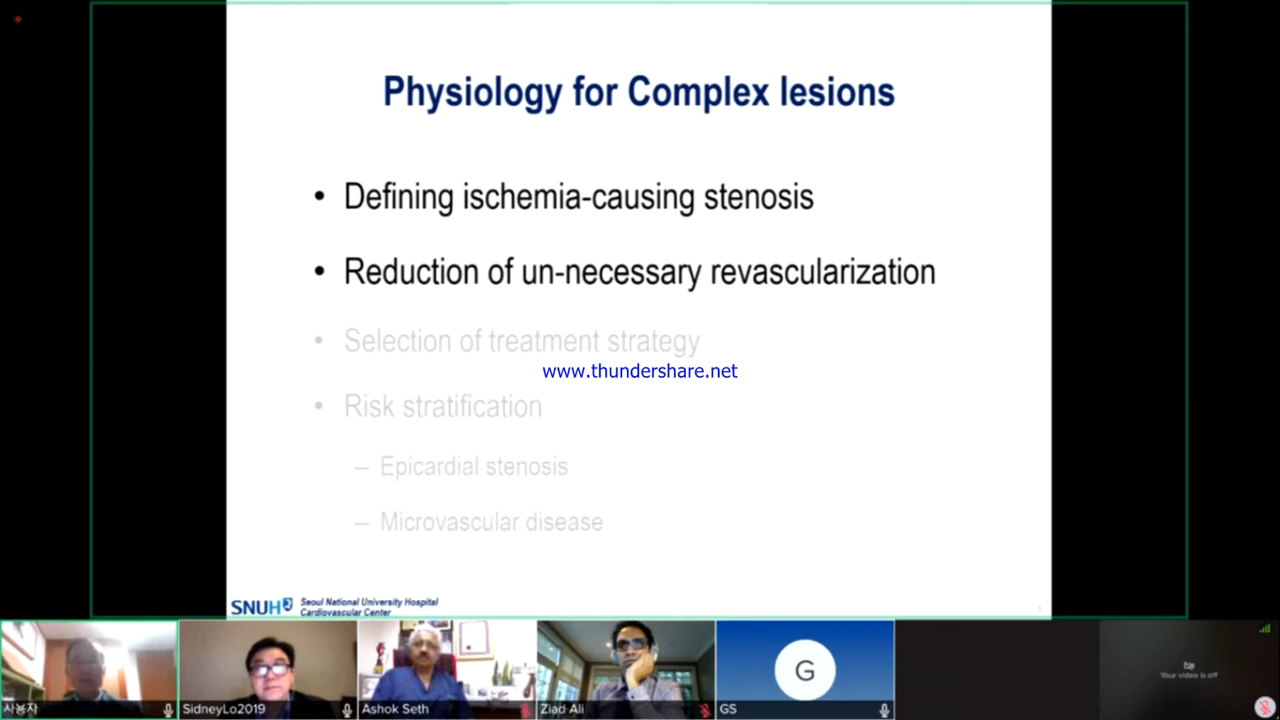 Physiology for Complex lesions
• Defining ischemia-causing stenosis
• Reduction of un-necessary revascularization
• Selection of treatment strategy
www.thundershare.net
• Risk stratification
– Epicardial stenosis
– Microvascular disease
SNUH Seoul National University Hospital
Cardiovascular Center
사용자
SidneyLo2019
Ashok Seth
Ziad Ali
G
GS
Your video is off